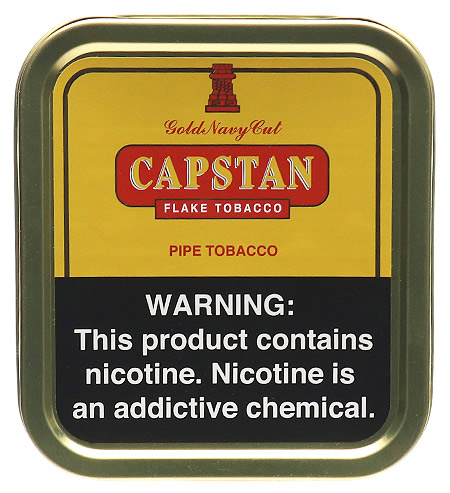 Gold Navy Cut
CAPSTAN
FLAKE TOBACCO
PIPE TOBACCO
WARNING:
This product contains
nicotine. Nicotine is
an addictive chemical.